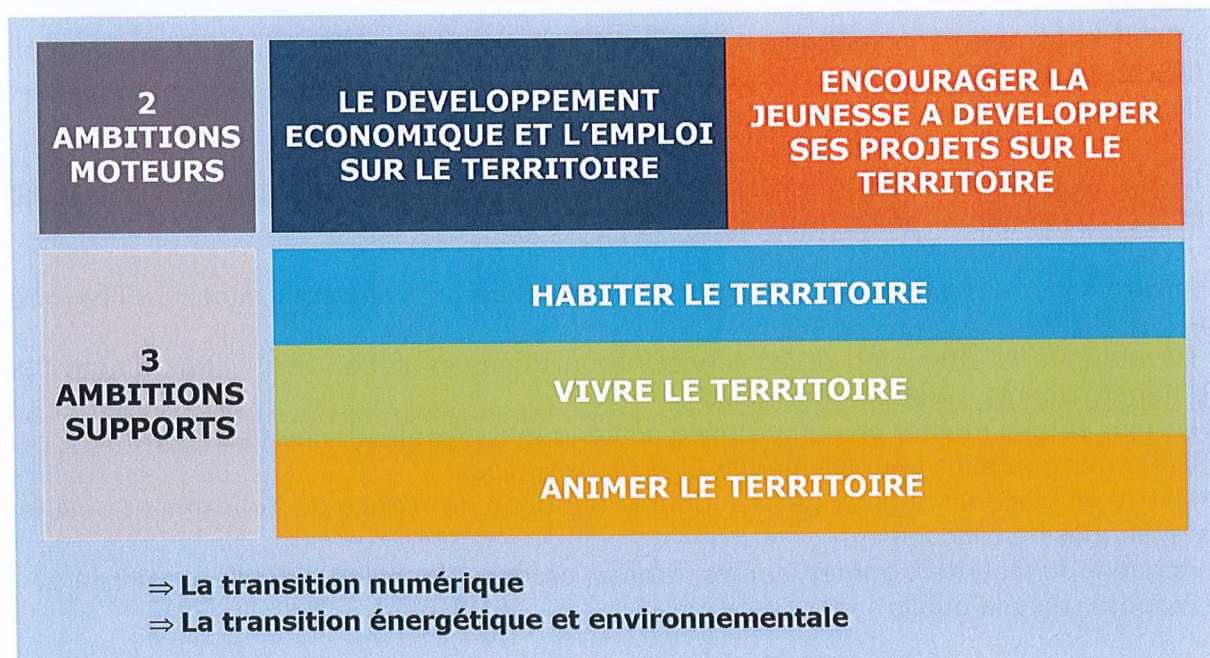 2
AMBITIONS
MOTEURS
LE DEVELOPPEMENT
ECONOMIQUE ET L'EMPLOI
SUR LE TERRITOIRE
ENCOURAGER LA
JEUNESSE A DEVELOPPER
SES PROJETS SUR LE
TERRITOIRE
3
AMBITIONS
SUPPORTS
HABITER LE TERRITOIRE
VIVRE LE TERRITOIRE
ANIMER LE TERRITOIRE
⇒ La transition numérique
⇒ La transition énergétique et environnementale